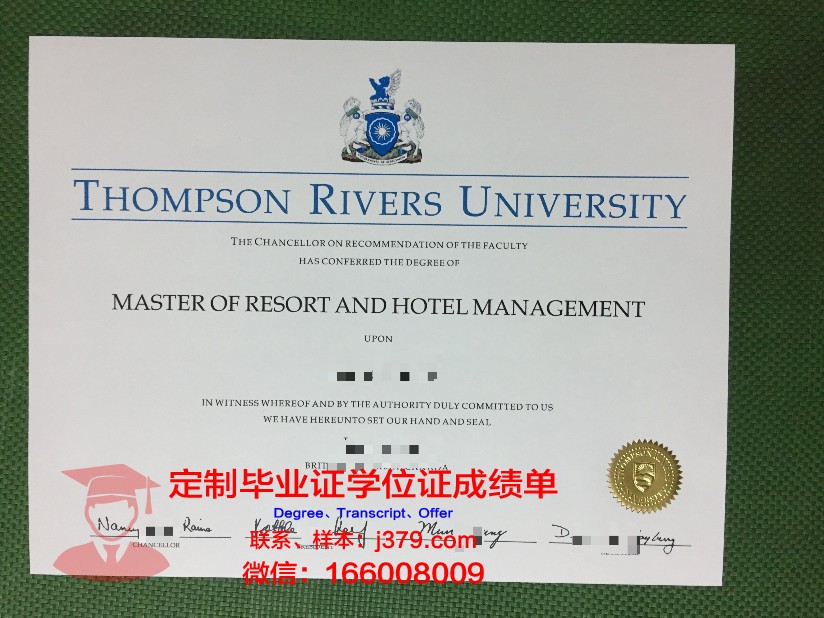 THOMPSON RIVERS UNIVERSITY
THE CHANCELLOR ON RECOMMENDATION OF THE FACULTY
HAS CONFERRED THE DEGREE OF
MASTER OF RESORT AND HOTEL MANAGEMENT
UPON
IN WITNESS WHEREOF AND BY THE AUTHORITY DULY COMMITTED TO US
WE HAVE HEREUNTO SET OUR HAND AND SEAL
定制毕业证学位证成绩单
Degree、Transcript、Offer
Nancy Raine
CHANCELLOR
联系、样本：j379.com
微信：166008009